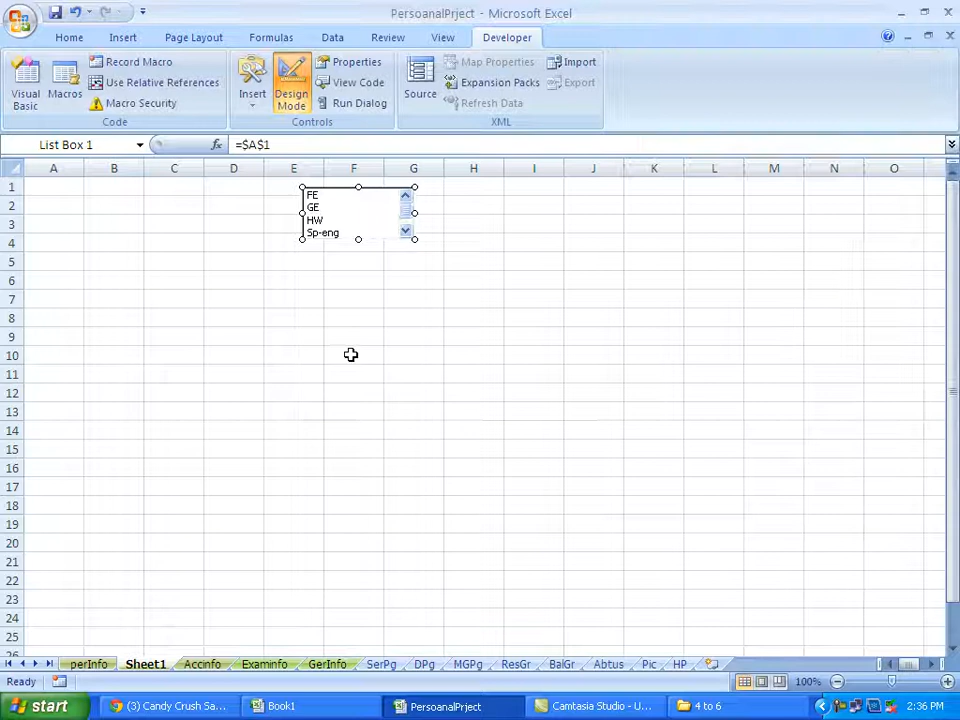 PersoanalPrject - Microsoft Excel
Home Insert Page Layout Formulas Data Review View Developer
Visual Basic
Macros
Record Macro
Use Relative References
Macro Security
Code
Insert
Design Mode
Properties
View Code
Run Dialog
Controls
Source
Map Properties
Expansion Packs
Refresh Data
Import
Export
XML
List Box 1 fx =$A$1
A B C D E F G H I J K L M N O
1
2
3
4
5
6
7
8
9
10
11
12
13
14
15
16
17
18
19
20
21
22
23
24
25
FE
GE
HW
Sp-eng
perInfo Sheet1 Accinfo Examinfo GerInfo SerPg DPg MGPg ResGr BalGr Abtus Pic HP
Ready 100%
start (3) Candy Crush Sa... Book1 PersoanalPrject Camtasia Studio - U... 4 to 6 2:36 PM